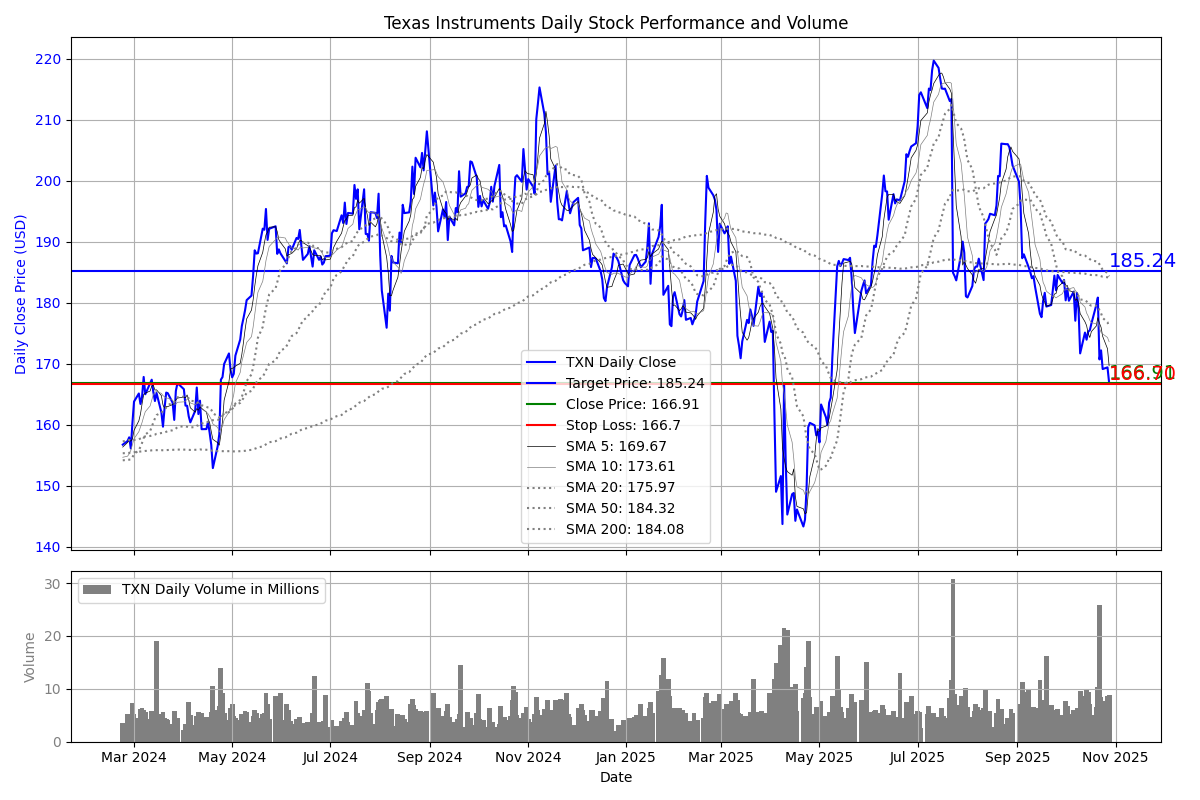 Texas Instruments Daily Stock Performance and Volume
Daily Close Price (USD)
220
210
200
190
180
170
160
150
140
185.24
166.91
TXN Daily Close
Target Price: 185.24
Close Price: 166.91
Stop Loss: 166.7
SMA 5: 169.67
SMA 10: 173.61
SMA 20: 175.97
SMA 50: 184.32
SMA 200: 184.08
Volume
30
20
10
0
TXN Daily Volume in Millions
Mar 2024 May 2024 Jul 2024 Sep 2024 Nov 2024 Jan 2025 Mar 2025 May 2025 Jul 2025 Sep 2025 Nov 2025
Date